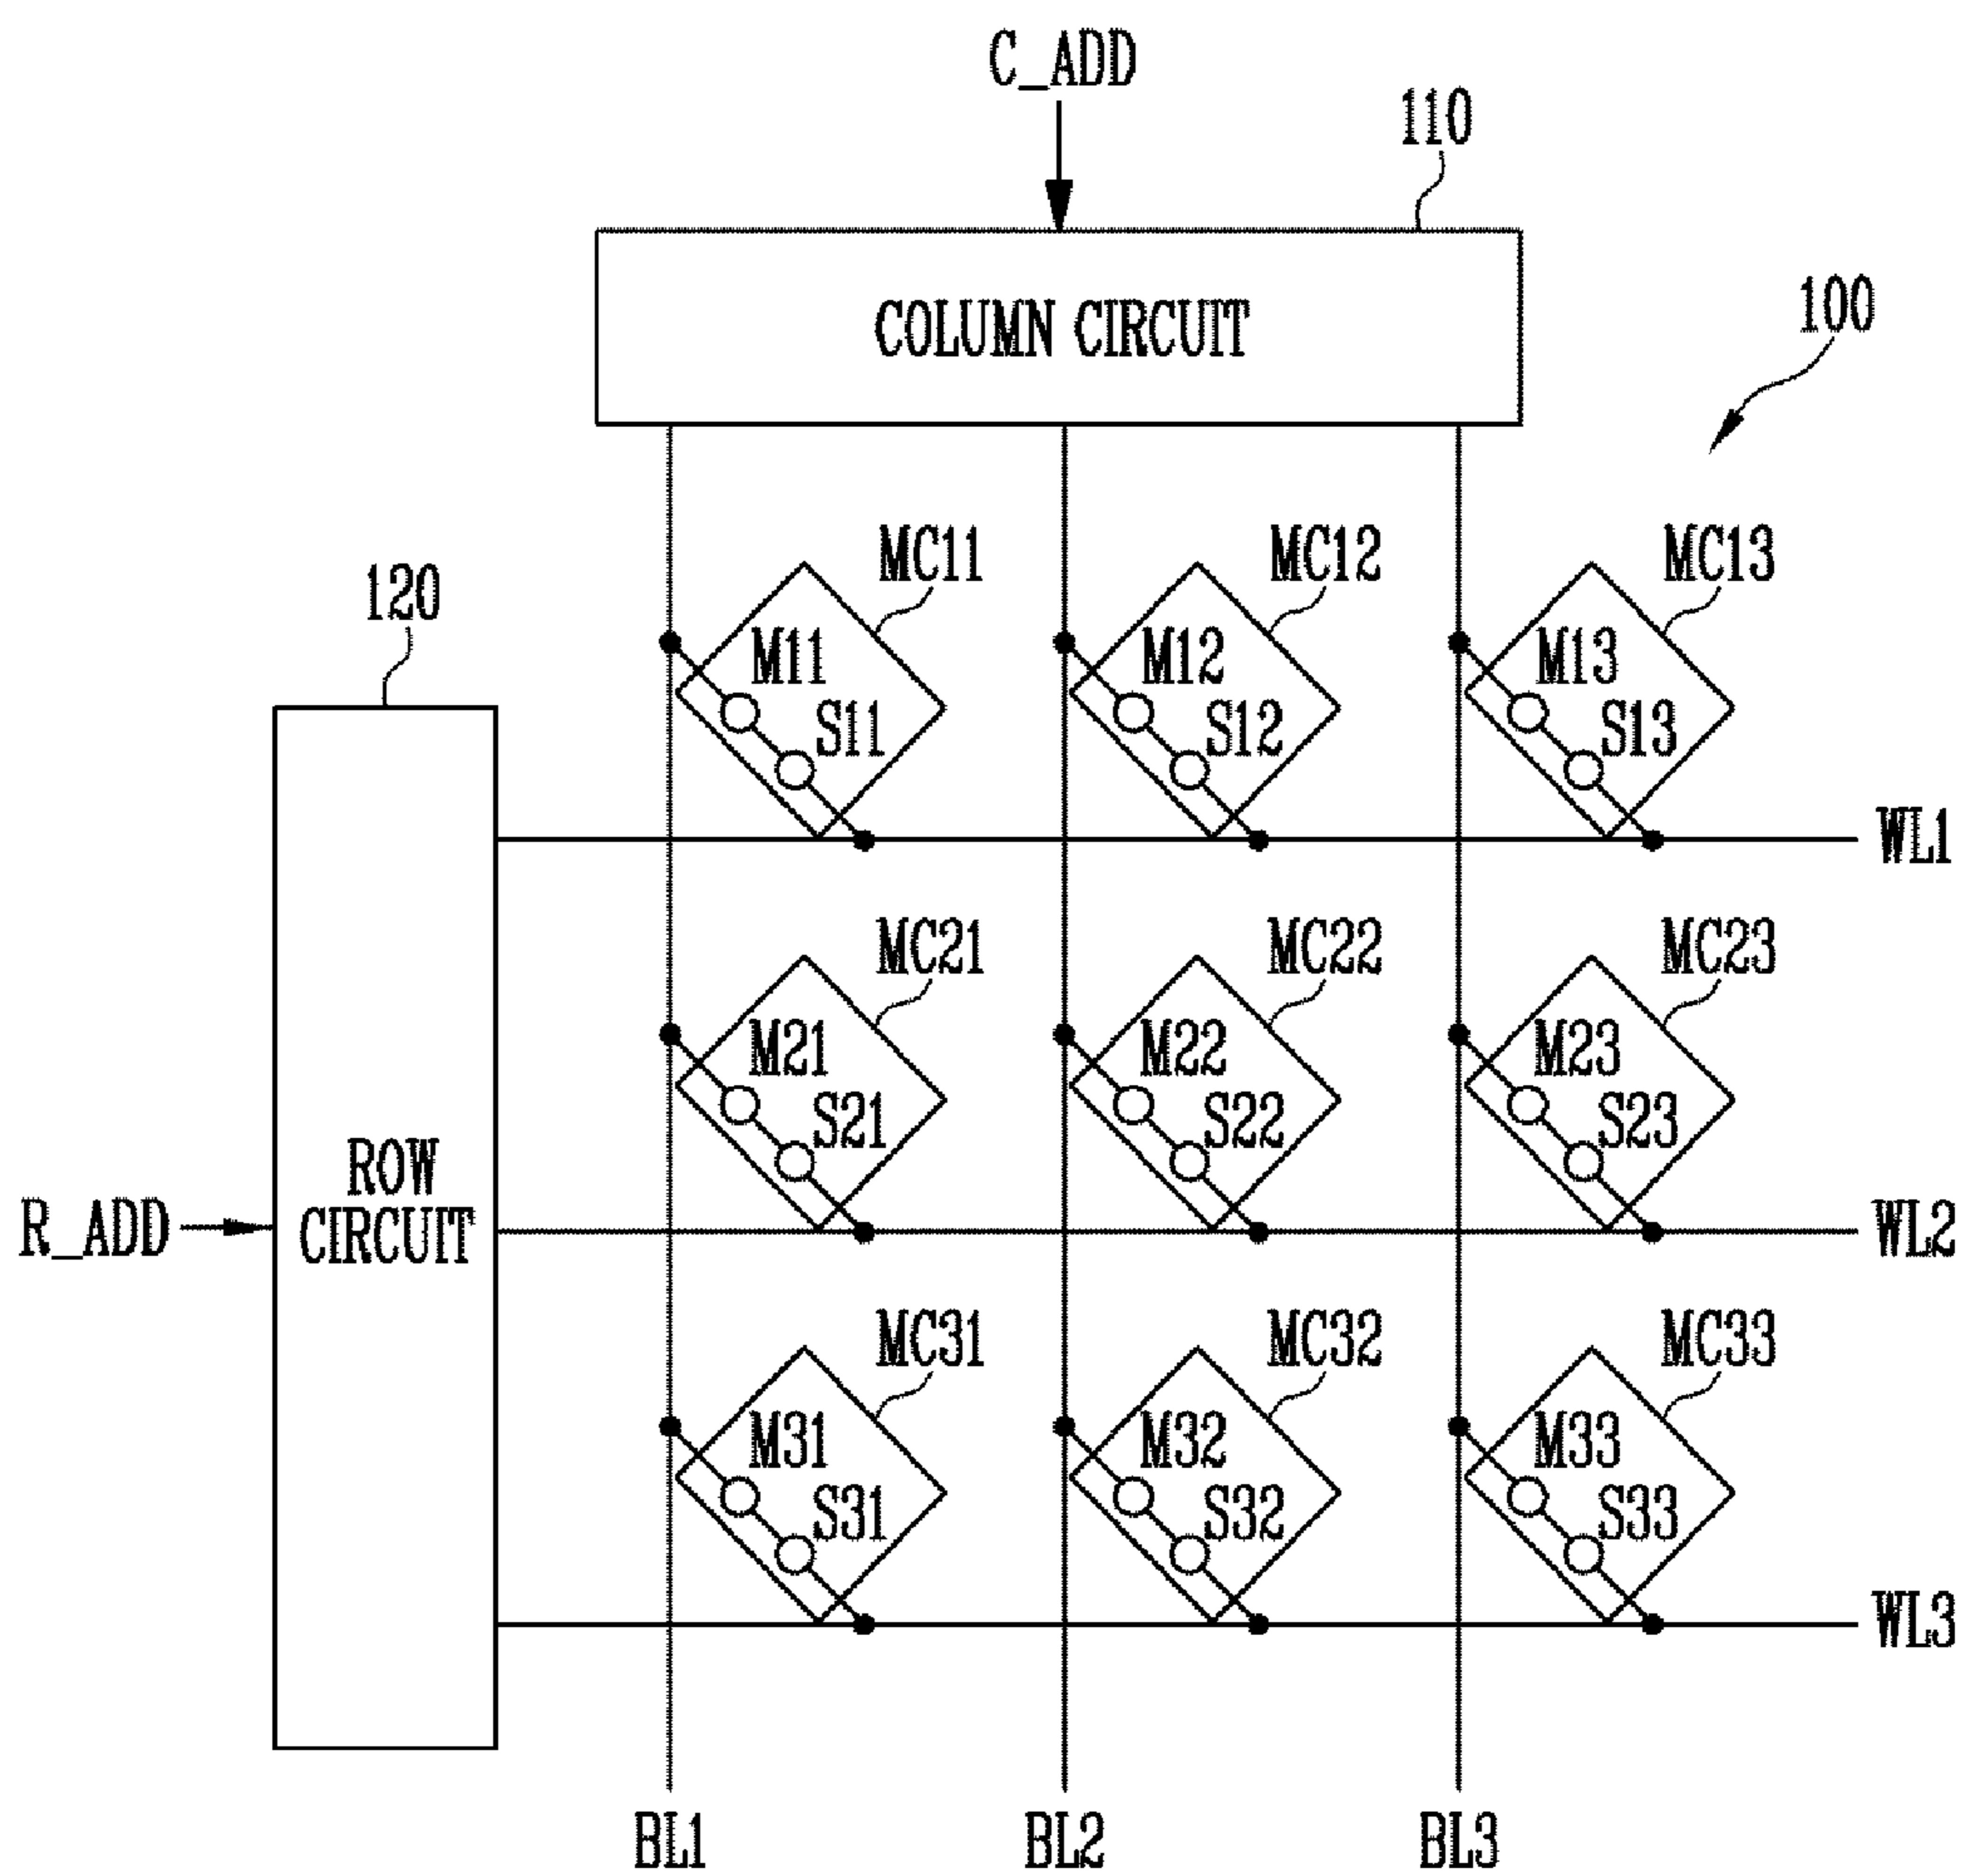 C_ADD
110
COLUMN CIRCUIT
100
MC11
MC12
MC13
120
M11
M12
M13
S11
S12
S13
WL1
MC21
MC22
MC23
M21
M22
M23
S21
S22
S23
ROW
CIRCUIT
R_ADD
WL2
MC31
MC32
MC33
M31
M32
M33
S31
S32
S33
WL3
BL1
BL2
BL3